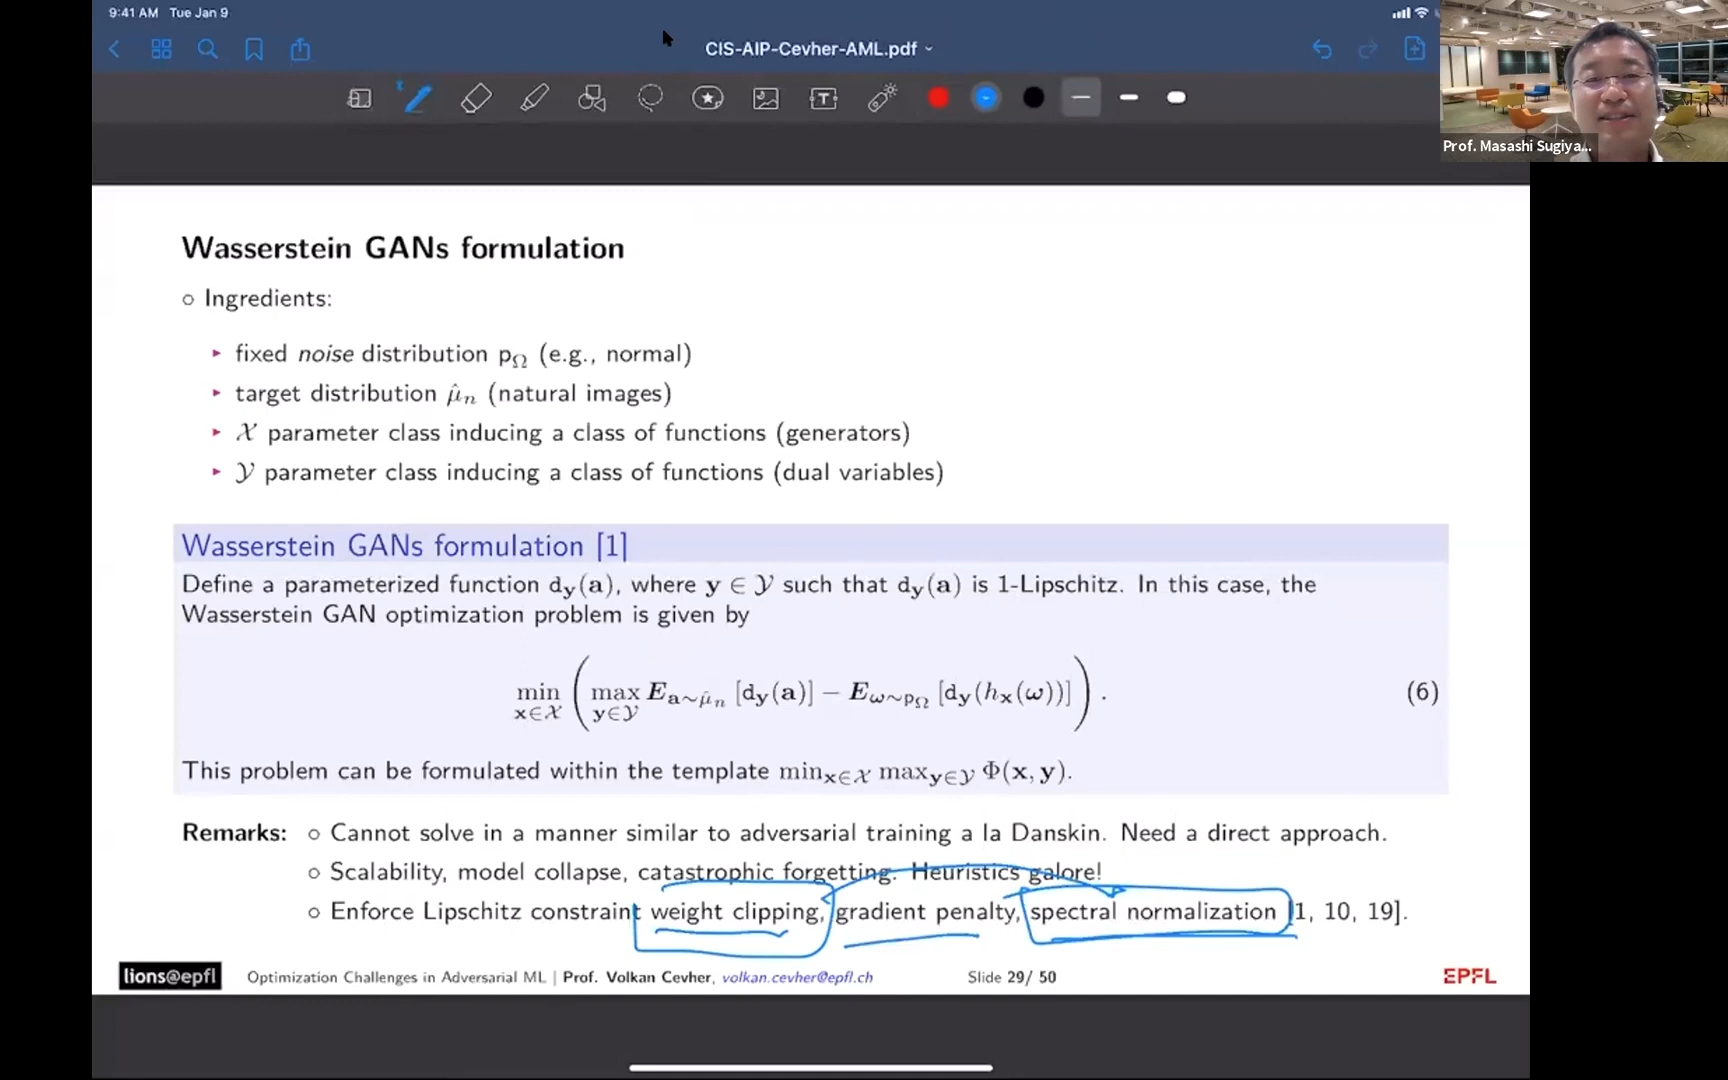 9:41 AM Tue Jan 9
CIS-AIP-Cevher-AML.pdf
Prof. Masashi Sugiya...
Wasserstein GANs formulation
○ Ingredients:
▸ fixed noise distribution p_Ω (e.g., normal)
▸ target distribution μ̂_n (natural images)
▸ 𝒳 parameter class inducing a class of functions (generators)
▸ 𝒴 parameter class inducing a class of functions (dual variables)
Wasserstein GANs formulation [1]
Define a parameterized function d_y(a), where y ∈ 𝒴 such that d_y(a) is 1-Lipschitz. In this case, the
Wasserstein GAN optimization problem is given by
min_{x∈𝒳} ( max_{y∈𝒴} E_{a∼μ̂_n} [d_y(a)] − E_{ω∼p_Ω} [d_y(h_x(ω))] ) . (6)
This problem can be formulated within the template min_{x∈𝒳} max_{y∈𝒴} Φ(x, y).
Remarks: ○ Cannot solve in a manner similar to adversarial training a la Danskin. Need a direct approach.
○ Scalability, model collapse, catastrophic forgetting. Heuristics galore!
○ Enforce Lipschitz constraint weight clipping, gradient penalty, spectral normalization [1, 10, 19].
lions@epfl Optimization Challenges in Adversarial ML | Prof. Volkan Cevher, volkan.cevher@epfl.ch Slide 29/ 50 EPFL